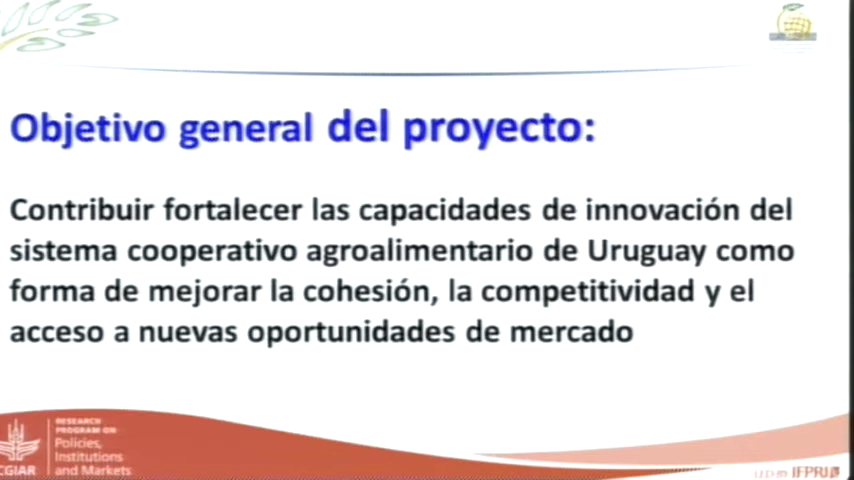 Objetivo general del proyecto:
Contribuir fortalecer las capacidades de innovación del
sistema cooperativo agroalimentario de Uruguay como
forma de mejorar la cohesión, la competitividad y el
acceso a nuevas oportunidades de mercado
CGIAR
RESEARCH
PROGRAM ON
Policies,
Institutions
and Markets
IFPRI